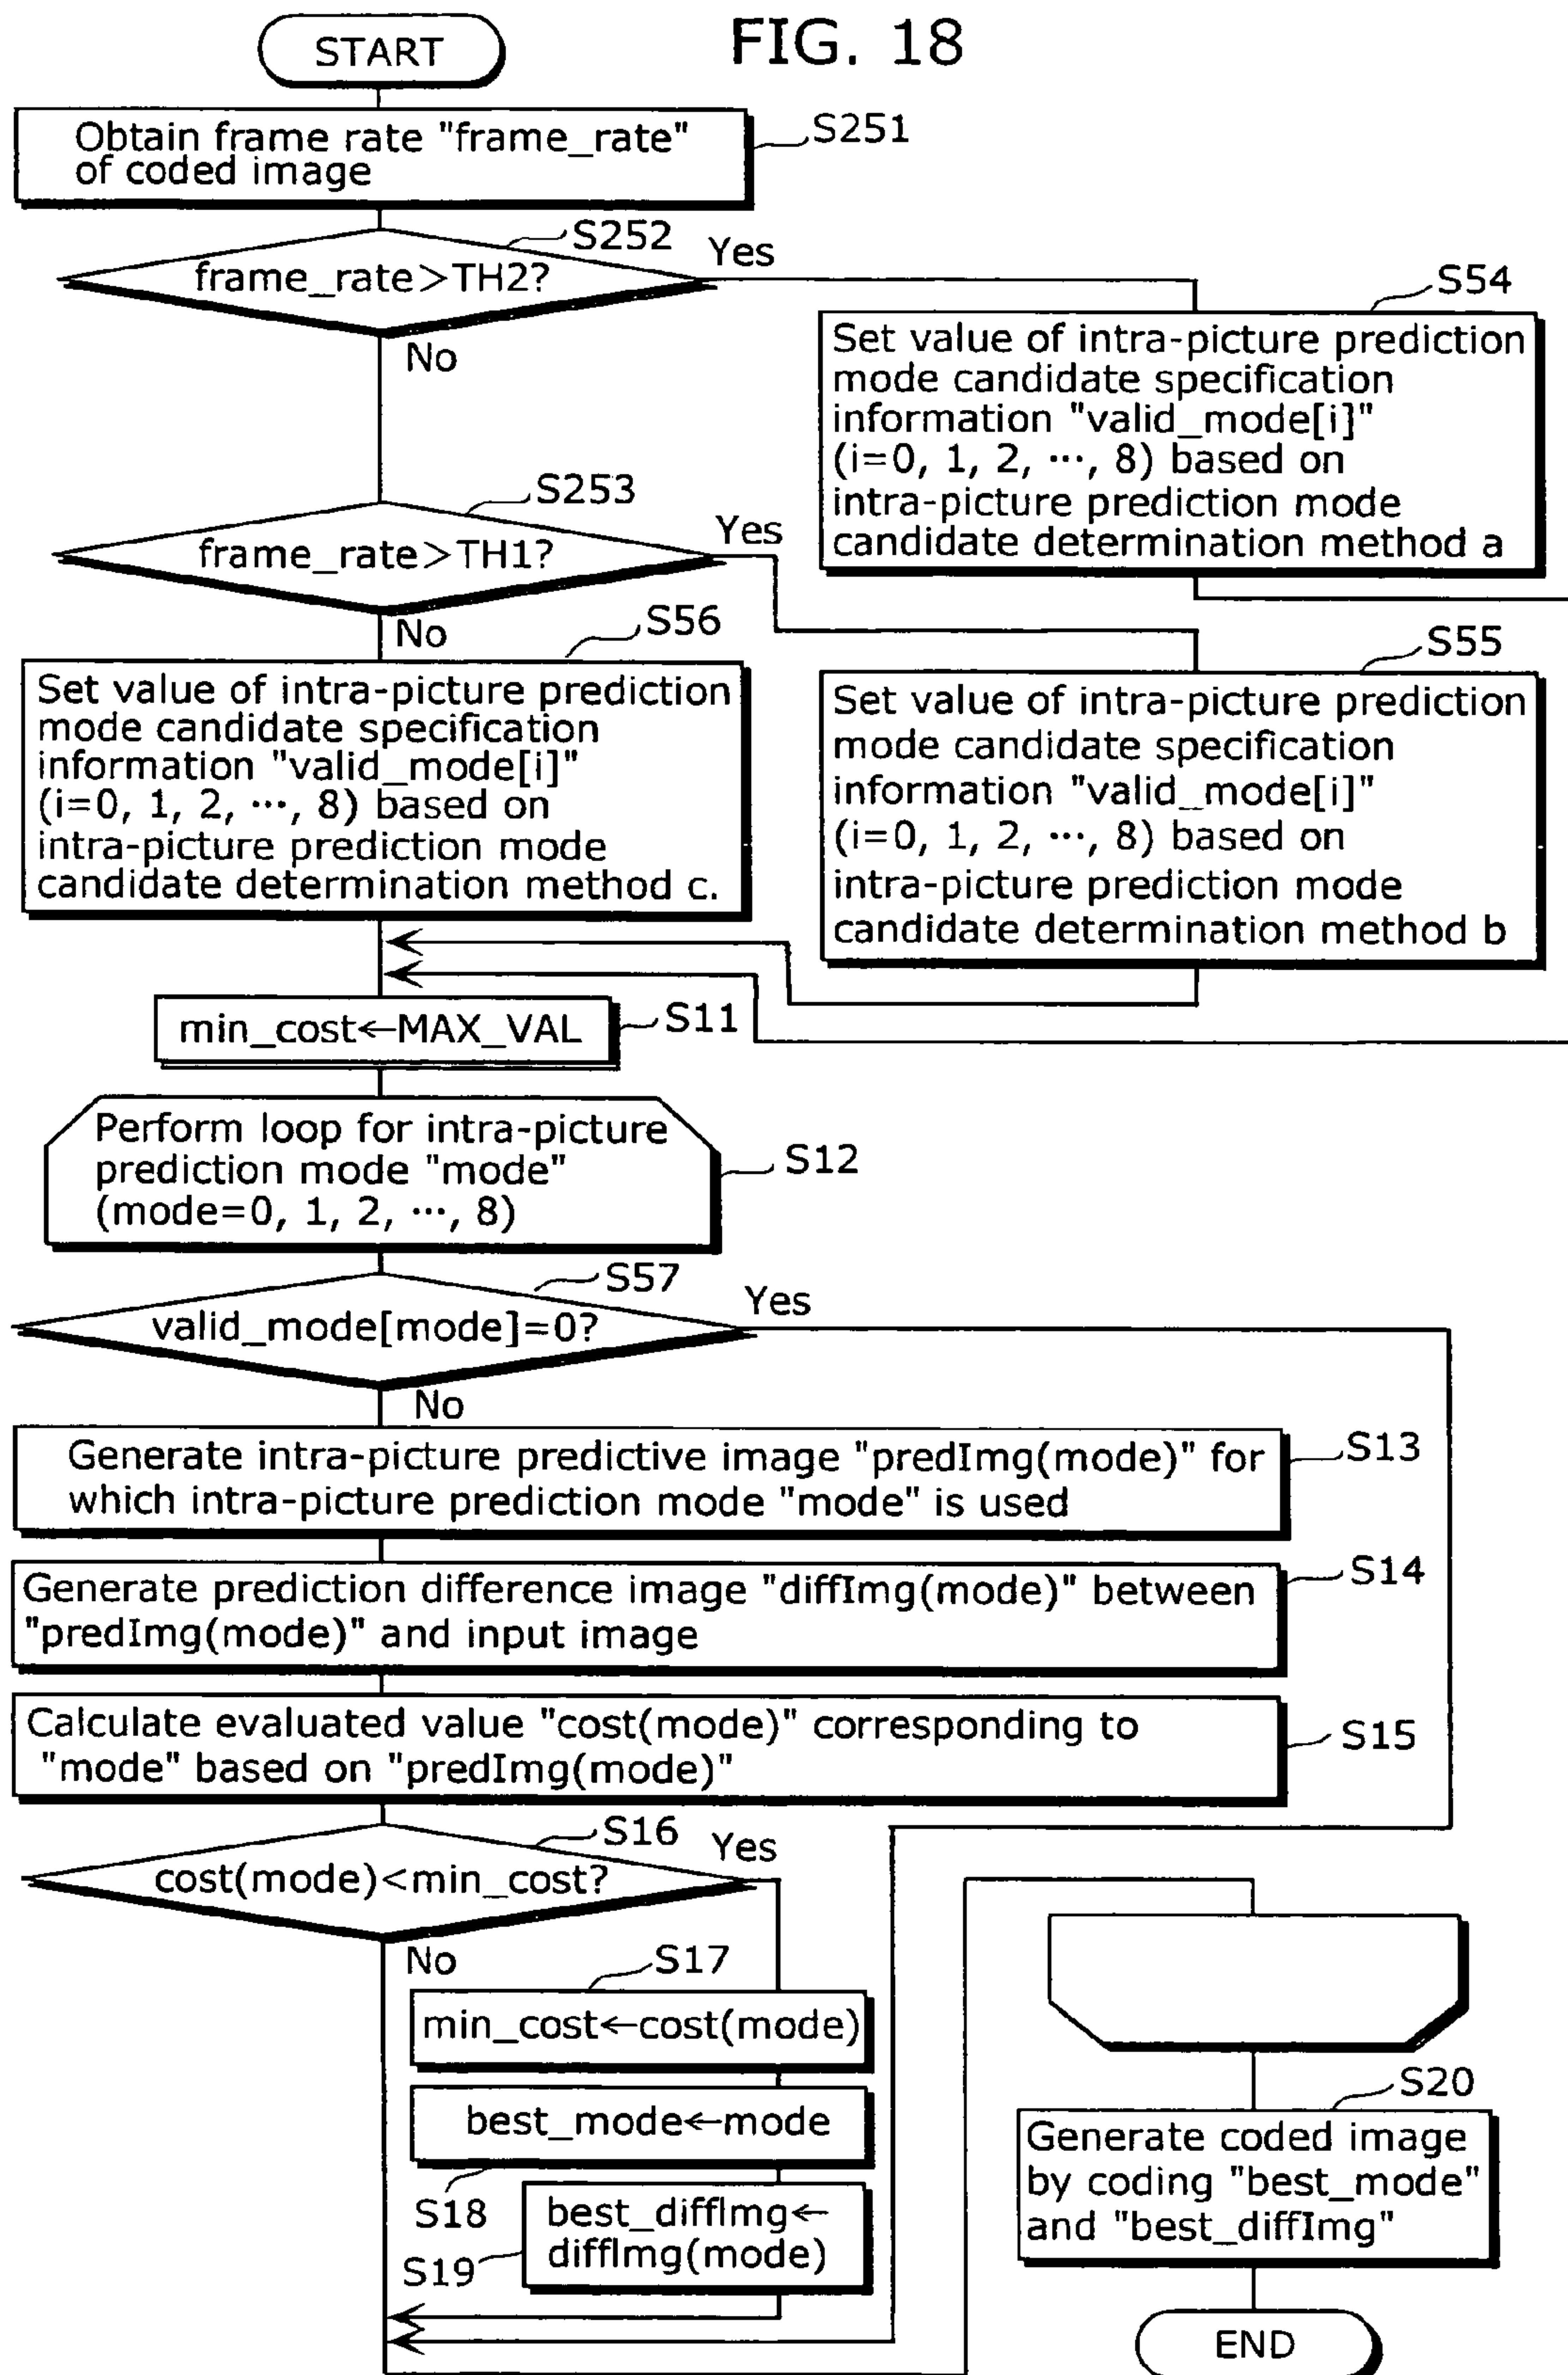 FIG. 18
START
Obtain frame rate "frame_rate"
of coded image
S251
S252
frame_rate>TH2?
Yes
No
S54
Set value of intra-picture prediction
mode candidate specification
information "valid_mode[i]"
(i=0, 1, 2, ···, 8) based on
intra-picture prediction mode
candidate determination method a
S253
frame_rate>TH1?
Yes
No
S56
Set value of intra-picture prediction
mode candidate specification
information "valid_mode[i]"
(i=0, 1, 2, ···, 8) based on
intra-picture prediction mode
candidate determination method c.
S55
Set value of intra-picture prediction
mode candidate specification
information "valid_mode[i]"
(i=0, 1, 2, ···, 8) based on
intra-picture prediction mode
candidate determination method b
min_cost←MAX_VAL
S11
Perform loop for intra-picture
prediction mode "mode"
(mode=0, 1, 2, ···, 8)
S12
S57
valid_mode[mode]=0?
Yes
No
Generate intra-picture predictive image "predImg(mode)" for
which intra-picture prediction mode "mode" is used
S13
Generate prediction difference image "diffImg(mode)" between
"predImg(mode)" and input image
S14
Calculate evaluated value "cost(mode)" corresponding to
"mode" based on "predImg(mode)"
S15
S16
cost(mode)<min_cost?
Yes
No
S17
min_cost←cost(mode)
best_mode←mode
S18
best_diffImg←
diffImg(mode)
S19
S20
Generate coded image
by coding "best_mode"
and "best_diffImg"
END